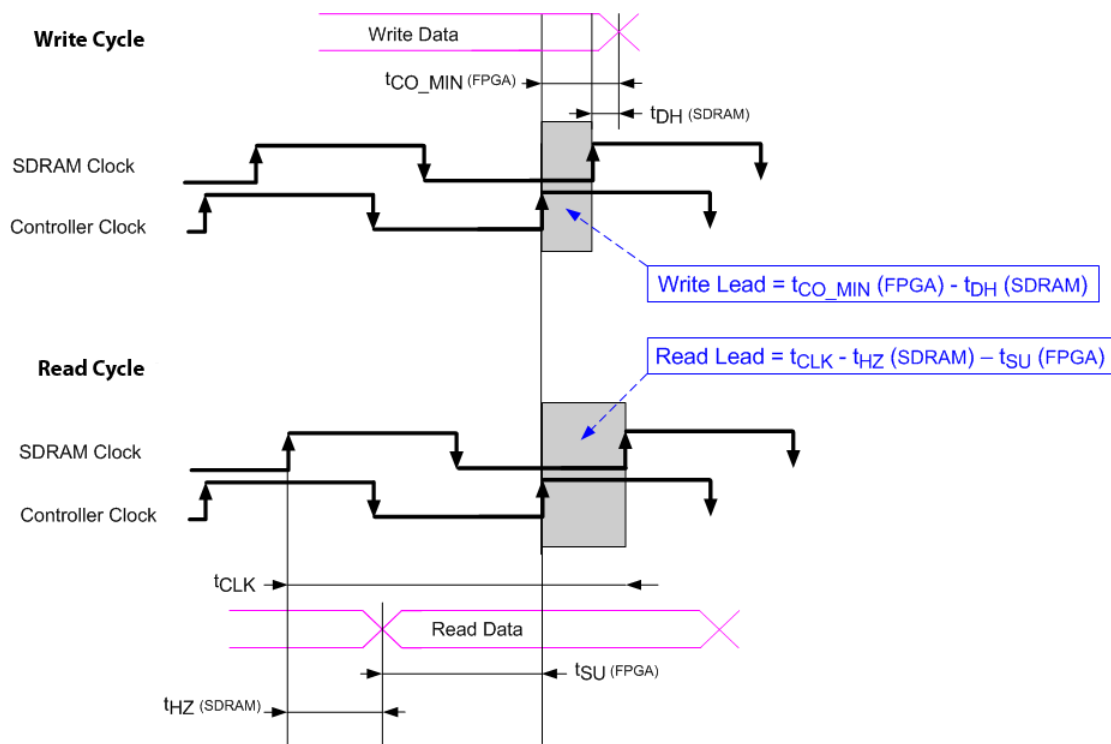 Write Cycle
Write Data
tCO_MIN (FPGA)
tDH (SDRAM)
SDRAM Clock
Controller Clock
Write Lead = tCO_MIN (FPGA) - tDH (SDRAM)
Read Lead = tCLK - tHZ (SDRAM) – tSU (FPGA)
Read Cycle
SDRAM Clock
Controller Clock
tCLK
Read Data
tSU (FPGA)
tHZ (SDRAM)